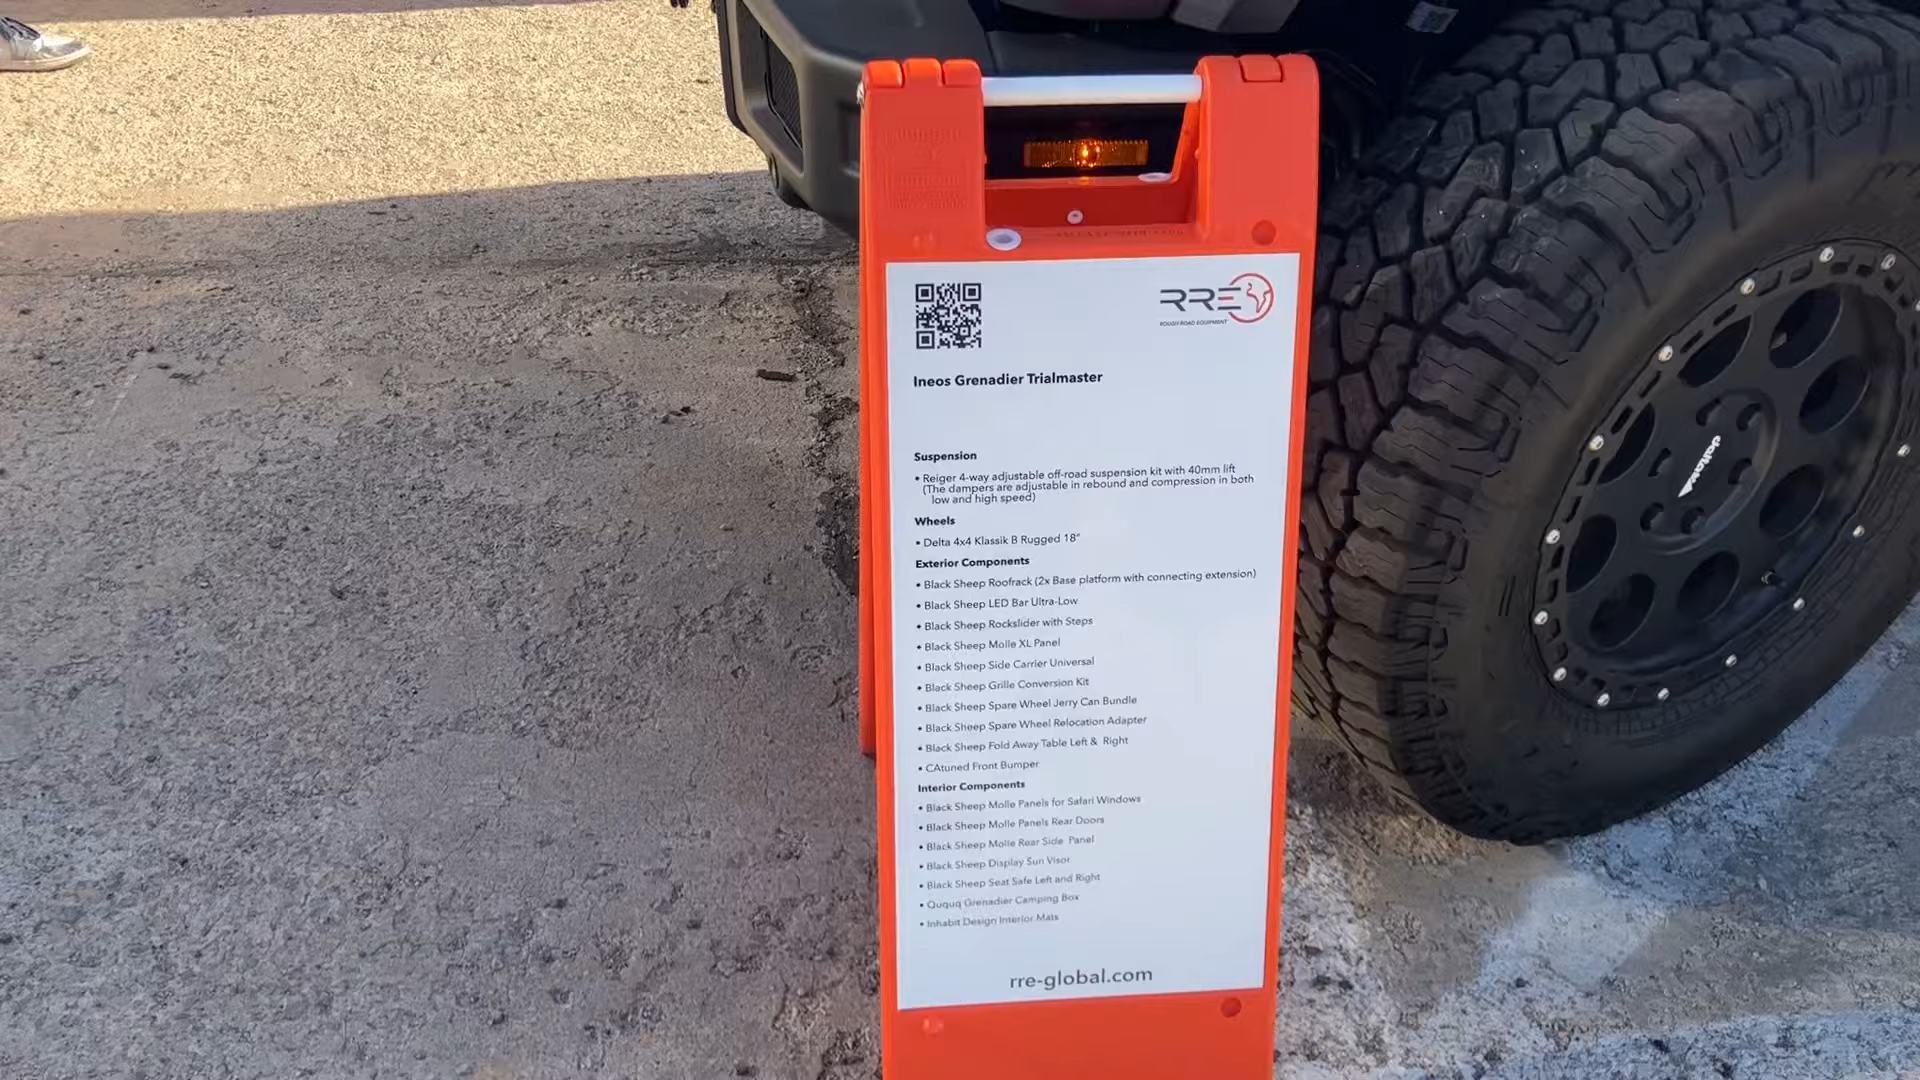 RRE
ROUGH ROAD EQUIPMENT
Ineos Grenadier Trialmaster
Suspension
• Reiger 4-way adjustable off-road suspension kit with 40mm lift
(The dampers are adjustable in rebound and compression in both
low and high speed)
Wheels
• Delta 4x4 Klassik B Rugged 18"
Exterior Components
• Black Sheep Roofrack (2x Base platform with connecting extension)
• Black Sheep LED Bar Ultra-Low
• Black Sheep Rockslider with Steps
• Black Sheep Molle XL Panel
• Black Sheep Side Carrier Universal
• Black Sheep Grille Conversion Kit
• Black Sheep Spare Wheel Jerry Can Bundle
• Black Sheep Spare Wheel Relocation Adapter
• Black Sheep Fold Away Table Left & Right
• CAtuned Front Bumper
Interior Components
• Black Sheep Molle Panels for Safari Windows
• Black Sheep Molle Panels Rear Doors
• Black Sheep Molle Rear Side Panel
• Black Sheep Display Sun Visor
• Black Sheep Seat Safe Left and Right
• Ququq Grenadier Camping Box
• Inhabit Design Interior Mats
rre-global.com